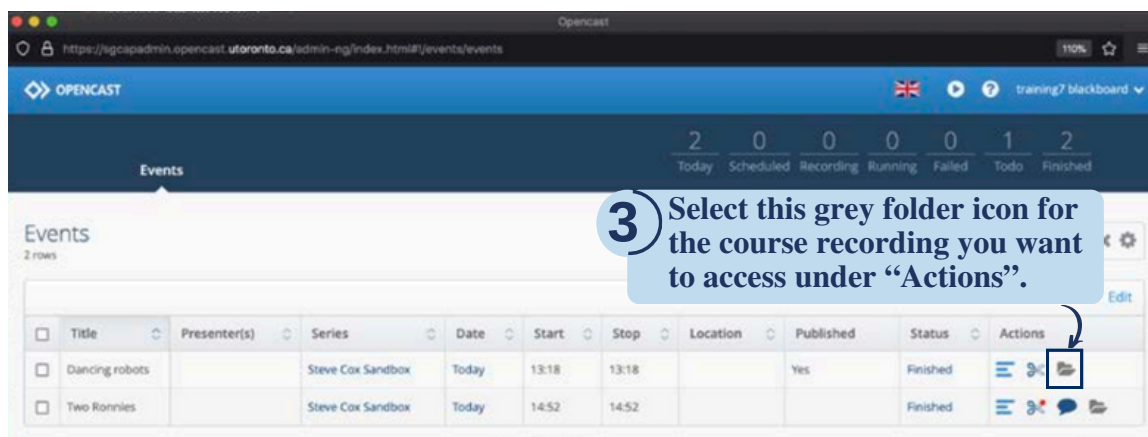 Opencast
https://sgcapadmin.opencast.utoronto.ca/admin-ng/index.html#!/events/events 110%
OPENCAST training7 blackboard
2 0 0 0 0 1 2
Events Today Scheduled Recording Running Failed Todo Finished
3 Select this grey folder icon for
the course recording you want
to access under “Actions”.
Events
2 rows
Edit
Title Presenter(s) Series Date Start Stop Location Published Status Actions
Dancing robots Steve Cox Sandbox Today 13:18 13:18 Yes Finished
Two Ronnies Steve Cox Sandbox Today 14:52 14:52 Finished